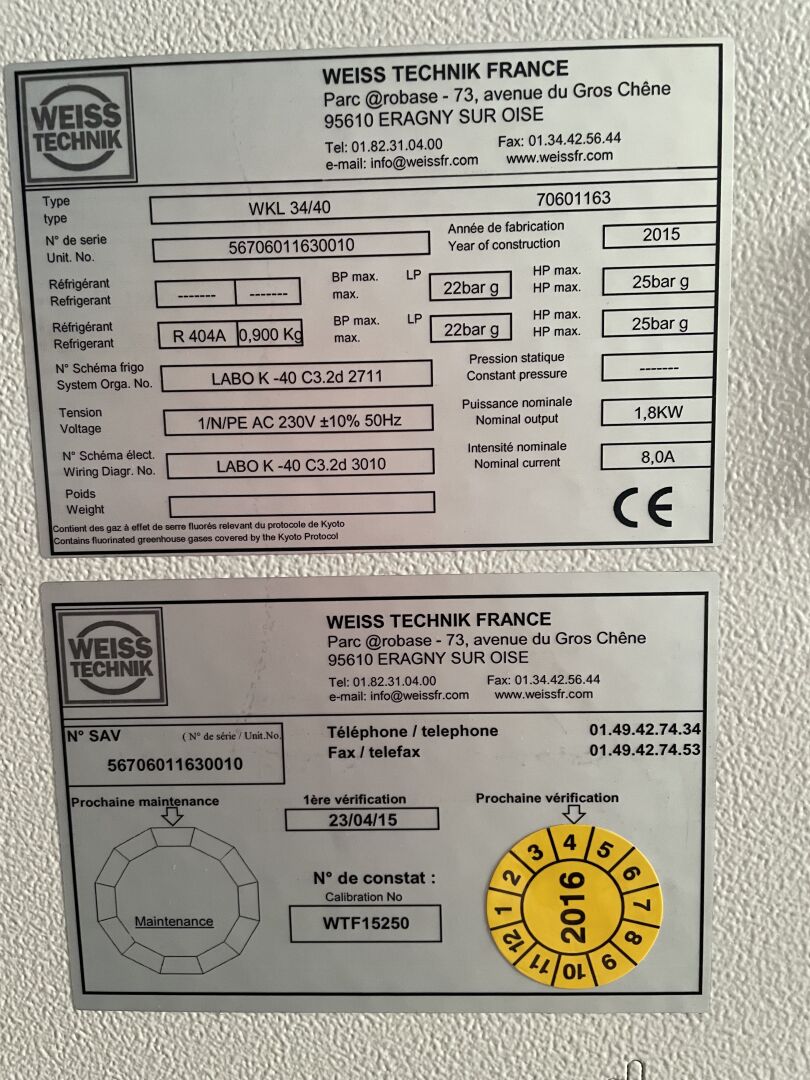 WEISS
TECHNIK
WEISS TECHNIK FRANCE
Parc @robase - 73, avenue du Gros Chêne
95610 ERAGNY SUR OISE
Tel: 01.82.31.04.00 Fax: 01.34.42.56.44
e-mail: info@weissfr.com www.weissfr.com
Type
type
WKL 34/40 70601163
N° de serie
Unit. No.
56706011630010
Année de fabrication
Year of construction
2015
Réfrigérant
Refrigerant
------- -------
BP max. LP
max.
22bar g
HP max.
HP max.
25bar g
Réfrigérant
Refrigerant
R 404A 0,900 Kg
BP max. LP
max.
22bar g
HP max.
HP max.
25bar g
N° Schéma frigo
System Orga. No.
LABO K -40 C3.2d 2711
Pression statique
Constant pressure
-------
Tension
Voltage
1/N/PE AC 230V ±10% 50Hz
Puissance nominale
Nominal output
1,8KW
N° Schéma élect.
Wiring Diagr. No.
LABO K -40 C3.2d 3010
Intensité nominale
Nominal current
8,0A
Poids
Weight
CE
Contient des gaz à effet de serre fluorés relevant du protocole de Kyoto
Contains fluorinated greenhouse gases covered by the Kyoto Protocol
WEISS
TECHNIK
WEISS TECHNIK FRANCE
Parc @robase - 73, avenue du Gros Chêne
95610 ERAGNY SUR OISE
Tel: 01.82.31.04.00 Fax: 01.34.42.56.44
e-mail: info@weissfr.com www.weissfr.com
N° SAV ( N° de série / Unit.No.
56706011630010
Téléphone / telephone 01.49.42.74.34
Fax / telefax 01.49.42.74.53
Prochaine maintenance
Maintenance
1ère vérification
23/04/15
N° de constat :
Calibration No
WTF15250
Prochaine vérification
1 2 3 4 5 6 7 8 9 10 11 12
2016